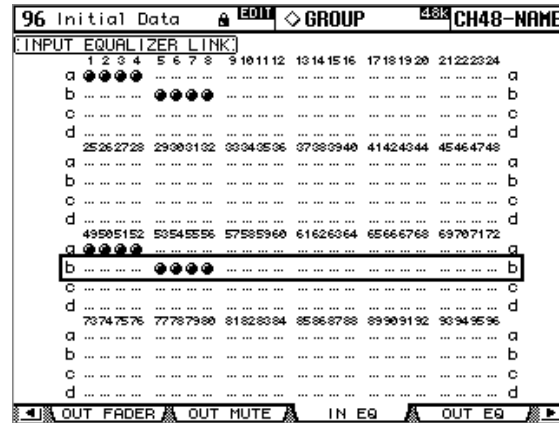 96 Initial Data EDIT GROUP 48K CH48-NAME
INPUT EQUALIZER LINK
1 2 3 4 5 6 7 8 9 10 11 12 13 14 15 16 17 18 19 20 21 22 23 24
a a
b b
c c
d d
25 26 27 28 29 30 31 32 33 34 35 36 37 38 39 40 41 42 43 44 45 46 47 48
a a
b b
c c
d d
49 50 51 52 53 54 55 56 57 58 59 60 61 62 63 64 65 66 67 68 69 70 71 72
a a
b b
c c
d d
73 74 75 76 77 78 79 80 81 82 83 84 85 86 87 88 89 90 91 92 93 94 95 96
a a
b b
c c
d d
OUT FADER OUT MUTE IN EQ OUT EQ